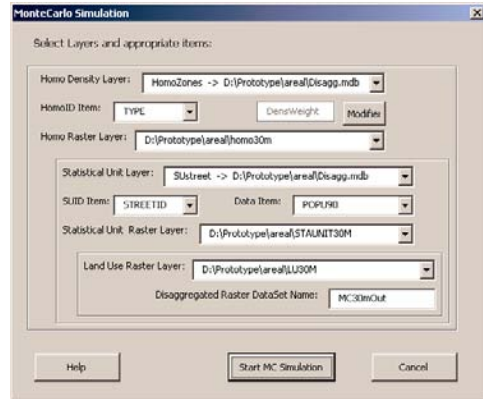 MonteCarlo Simulation
Select Layers and appropriate items:
Homo Density Layer: HomoZones -> D:\Prototype\areal\Disagg.mdb
HomoID Item: TYPE DensWeight Modifier
Homo Raster Layer: D:\Prototype\areal\homo30m
Statistical Unit Layer: SUstreet -> D:\Prototype\areal\Disagg.mdb
SUID Item: STREETID Data Item: POPU90
Statistical Unit Raster Layer: D:\Prototype\areal\STAUNIT30M
Land Use Raster Layer: D:\Prototype\areal\LU30M
Disaggregated Raster DataSet Name: MC30mOut
Help Start MC Simulation Cancel